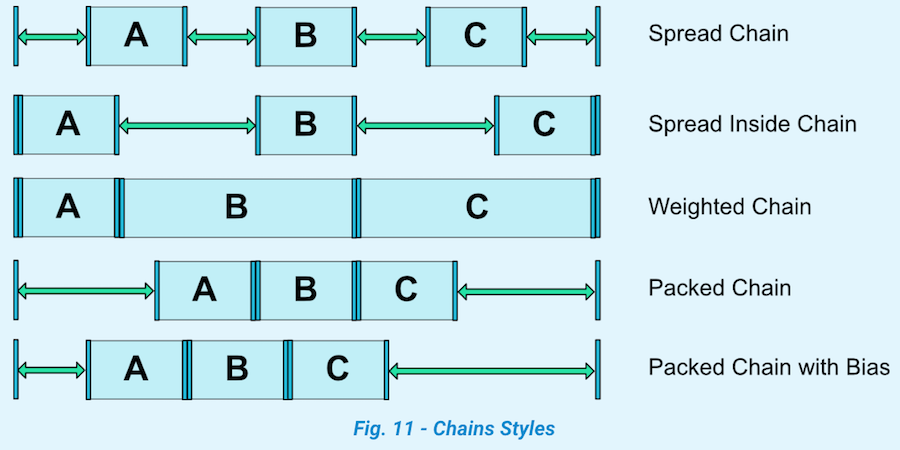 A B C Spread Chain
A B C Spread Inside Chain
A B C Weighted Chain
A B C Packed Chain
A B C Packed Chain with Bias
Fig. 11 - Chains Styles